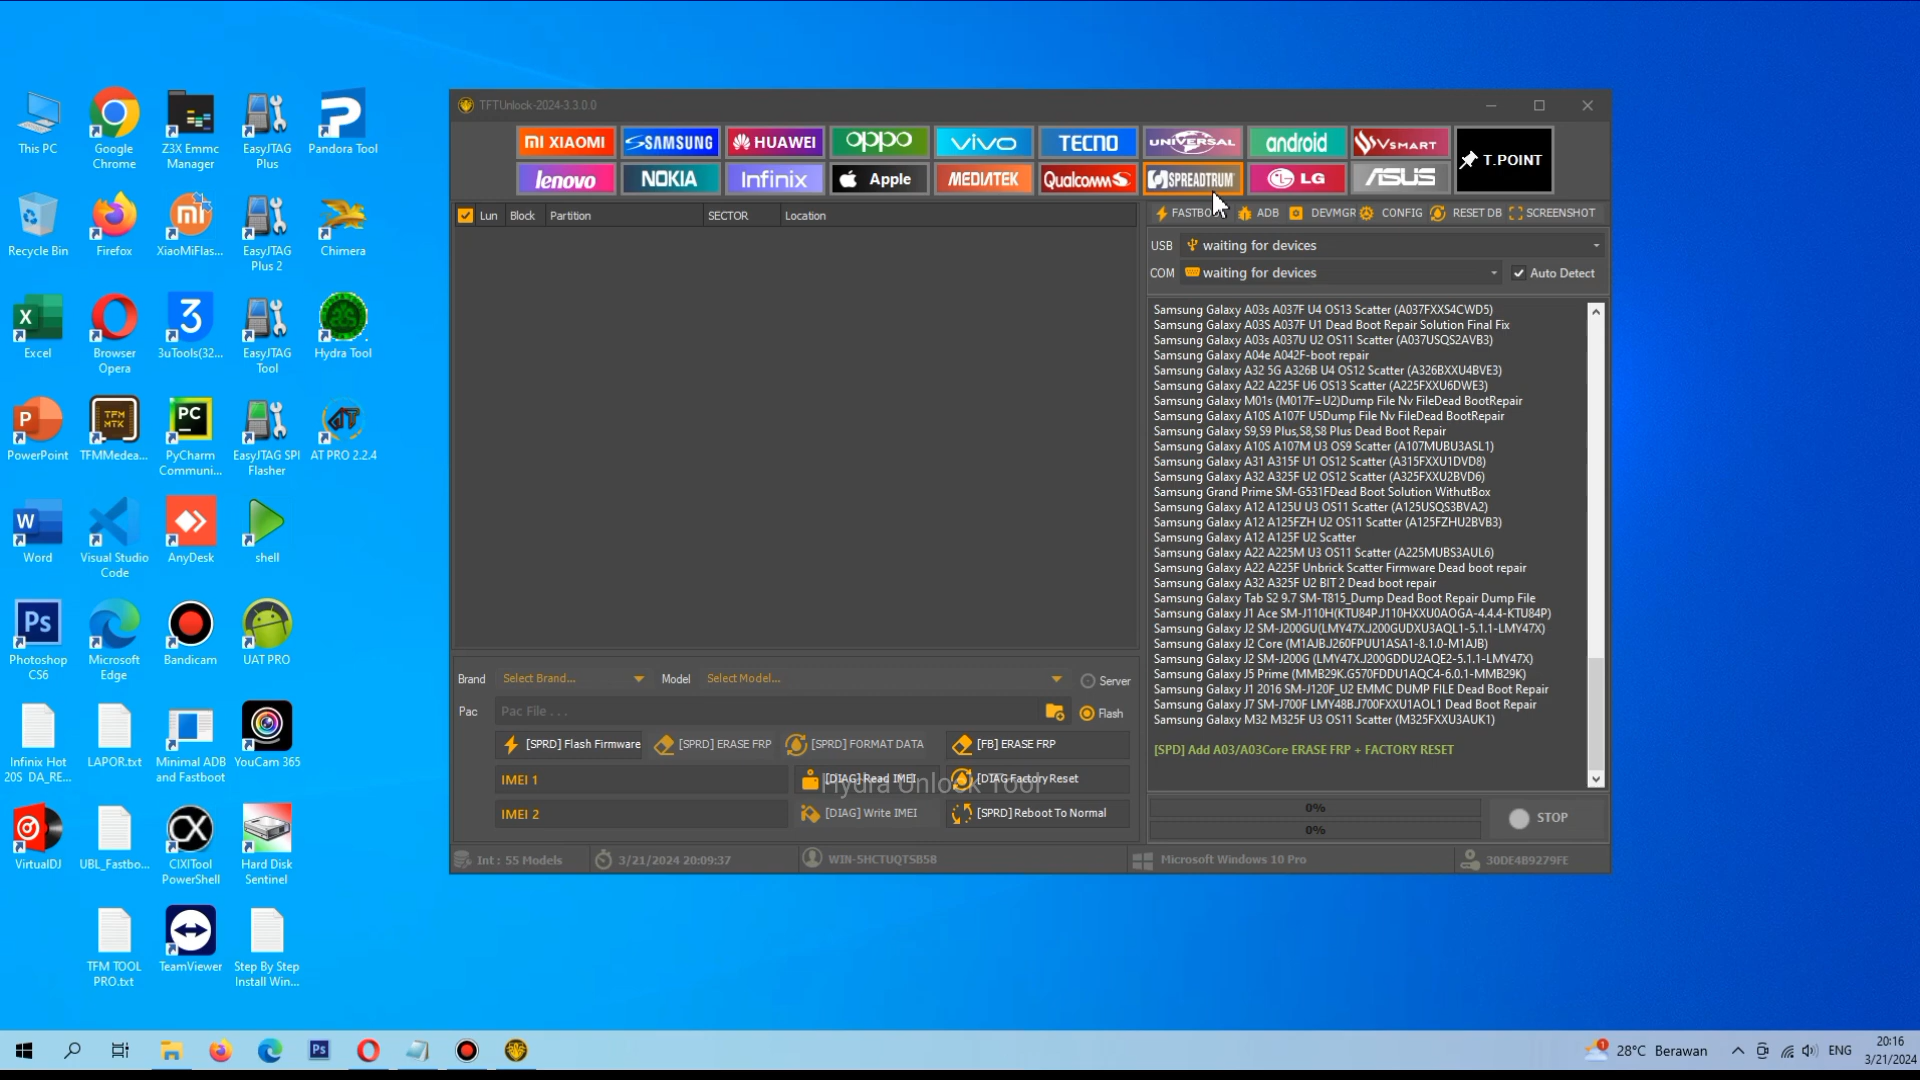 This PC
Google Chrome
Z3X Emmc Manager
EasyJTAG Plus
Pandora Tool
Recycle Bin
Firefox
XiaoMiFlas...
EasyJTAG Plus 2
Chimera
Excel
Browser Opera
3uTools(32...
EasyJTAG Tool
Hydra Tool
PowerPoint
TFMMedea...
PyCharm Communi...
EasyJTAG SPI Flasher
AT PRO 2.2.4
Word
Visual Studio Code
AnyDesk
shell
Photoshop CS6
Microsoft Edge
Bandicam
UAT PRO
Infinix Hot 20S DA_RE...
LAPOR.txt
Minimal ADB and Fastboot
YouCam 365
VirtualDJ
UBL_Fastbo...
CIXITool PowerShell
Hard Disk Sentinel
TFM TOOL PRO.txt
TeamViewer
Step By Step Install Win...
TFTUnlock-2024-3.3.0.0
MI XIAOMI SAMSUNG HUAWEI oppo vivo TECNO UNIVERSAL android VSMART
T.POINT
lenovo NOKIA Infinix Apple MEDIATEK Qualcomm SPREADTRUM LG ASUS
Lun Block Partition SECTOR Location
ADB DEVMGR CONFIG RESET DB SCREENSHOT
USB waiting for devices
COM waiting for devices Auto Detect
Samsung Galaxy A03s A037F U4 OS13 Scatter (A037FXXS4CWD5)
Samsung Galaxy A03S A037F U1 Dead Boot Repair Solution Final Fix
Samsung Galaxy A03s A037U U2 OS11 Scatter (A037USQS2AVB3)
Samsung Galaxy A04e A042F-boot repair
Samsung Galaxy A32 5G A326B U4 OS12 Scatter (A326BXXU4BVE3)
Samsung Galaxy A22 A225F U6 OS13 Scatter (A225FXXU6DWE3)
Samsung Galaxy M01s (M017F=U2)Dump File Nv FileDead BootRepair
Samsung Galaxy A10S A107F U5Dump File Nv FileDead BootRepair
Samsung Galaxy S9,S9 Plus,S8,S8 Plus Dead Boot Repair
Samsung Galaxy A10S A107M U3 OS9 Scatter (A107MUBU3ASL1)
Samsung Galaxy A31 A315F U1 OS12 Scatter (A315FXXU1DVD8)
Samsung Galaxy A32 A325F U2 OS12 Scatter (A325FXXU2BVD6)
Samsung Grand Prime SM-G531FDead Boot Solution WithutBox
Samsung Galaxy A12 A125U U3 OS11 Scatter (A125USQS3BVA2)
Samsung Galaxy A12 A125FZH U2 OS11 Scatter (A125FZHU2BVB3)
Samsung Galaxy A12 A125F U2 Scatter
Samsung Galaxy A22 A225M U3 OS11 Scatter (A225MUBS3AUL6)
Samsung Galaxy A22 A225F Unbrick Scatter Firmware Dead boot repair
Samsung Galaxy A32 A325F U2 BIT 2 Dead boot repair
Samsung Galaxy Tab S2 9.7 SM-T815_Dump Dead Boot Repair Dump File
Samsung Galaxy J1 Ace SM-J110H(KTU84P.J110HXXU0AOGA-4.4.4-KTU84P)
Samsung Galaxy J2 SM-J200GU(LMY47X.J200GUDXU3AQL1-5.1.1-LMY47X)
Samsung Galaxy J2 Core (M1AJB.J260FPUU1ASA1-8.1.0-M1AJB)
Samsung Galaxy J2 SM-J200G (LMY47X.J200GDDU2AQE2-5.1.1-LMY47X)
Samsung Galaxy J5 Prime (MMB29K.G570FDDU1AQC4-6.0.1-MMB29K)
Samsung Galaxy J1 2016 SM-J120F_U2 EMMC DUMP FILE Dead Boot Repair
Samsung Galaxy J7 SM-J700F LMY48B.J700FXXU1AOL1 Dead Boot Repair
Samsung Galaxy M32 M325F U3 OS11 Scatter (M325FXXU3AUK1)
[SPD] Add A03/A03Core ERASE FRP + FACTORY RESET
Brand Select Brand... Model Select Model... Server
Pac Pac File . . . Flash
[SPRD] Flash Firmware [SPRD] ERASE FRP [SPRD] FORMAT DATA [FB] ERASE FRP
IMEI 1 [DIAG] Read IMEI [DIAG Factory Reset
Hydra Unlock Tool
IMEI 2 [DIAG] Write IMEI [SPRD] Reboot To Normal
0%
0%
STOP
Int : 55 Models 3/21/2024 20:09:37 WIN-5HCTUQTSB58 Microsoft Windows 10 Pro 30DE4B9279FE
28°C Berawan ENG 20:16
3/21/2024